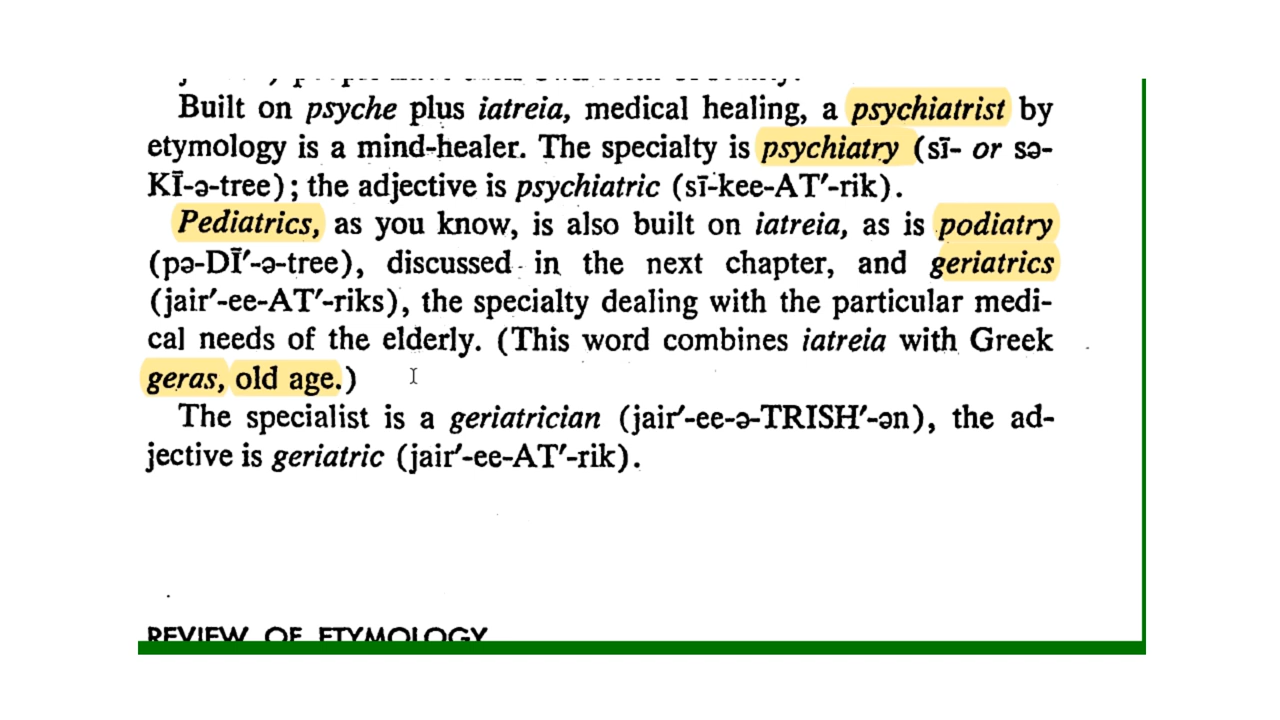 Built on psyche plus iatreia, medical healing, a psychiatrist by
etymology is a mind-healer. The specialty is psychiatry (sī- or sə-
KĪ-ə-tree); the adjective is psychiatric (sī-kee-AT′-rik).
Pediatrics, as you know, is also built on iatreia, as is podiatry
(pə-DĪ′-ə-tree), discussed in the next chapter, and geriatrics
(jair′-ee-AT′-riks), the specialty dealing with the particular medi-
cal needs of the elderly. (This word combines iatreia with Greek
geras, old age.)
The specialist is a geriatrician (jair′-ee-ə-TRISH′-ən), the ad-
jective is geriatric (jair′-ee-AT′-rik).
REVIEW OF ETYMOLOGY